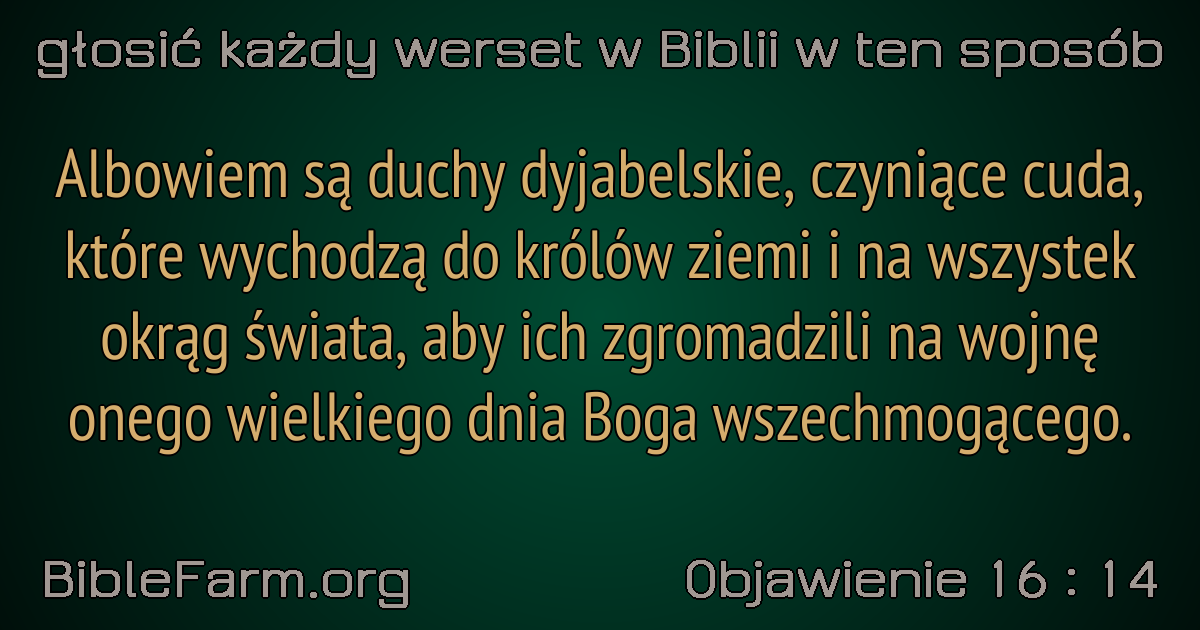 głosić każdy werset w Biblii w ten sposób
Albowiem są duchy dyjabelskie, czyniące cuda,
które wychodzą do królów ziemi i na wszystek
okrąg świata, aby ich zgromadzili na wojnę
onego wielkiego dnia Boga wszechmogącego.
BibleFarm.org
Objawienie 16 : 14